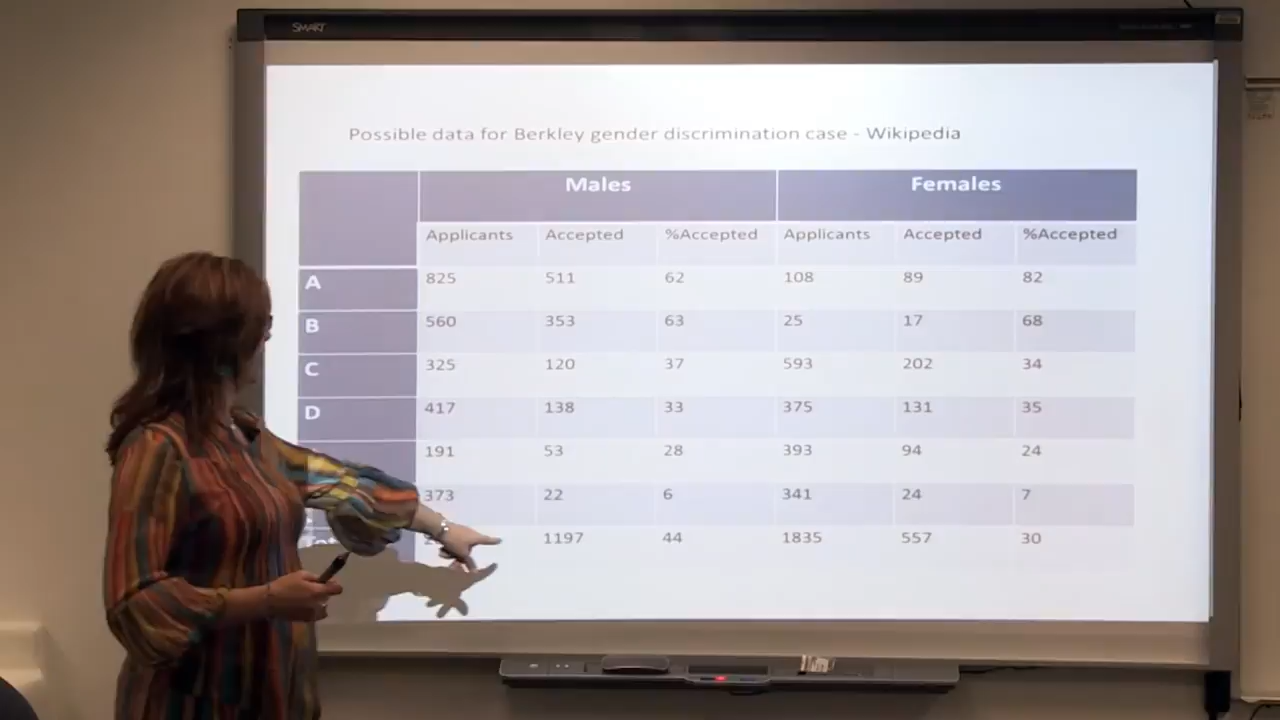 SMART
Possible data for Berkley gender discrimination case - Wikipedia
Males Females
Applicants Accepted %Accepted Applicants Accepted %Accepted
A 825 511 62 108 89 82
B 560 353 63 25 17 68
C 325 120 37 593 202 34
D 417 138 33 375 131 35
191 53 28 393 94 24
373 22 6 341 24 7
1197 44 1835 557 30